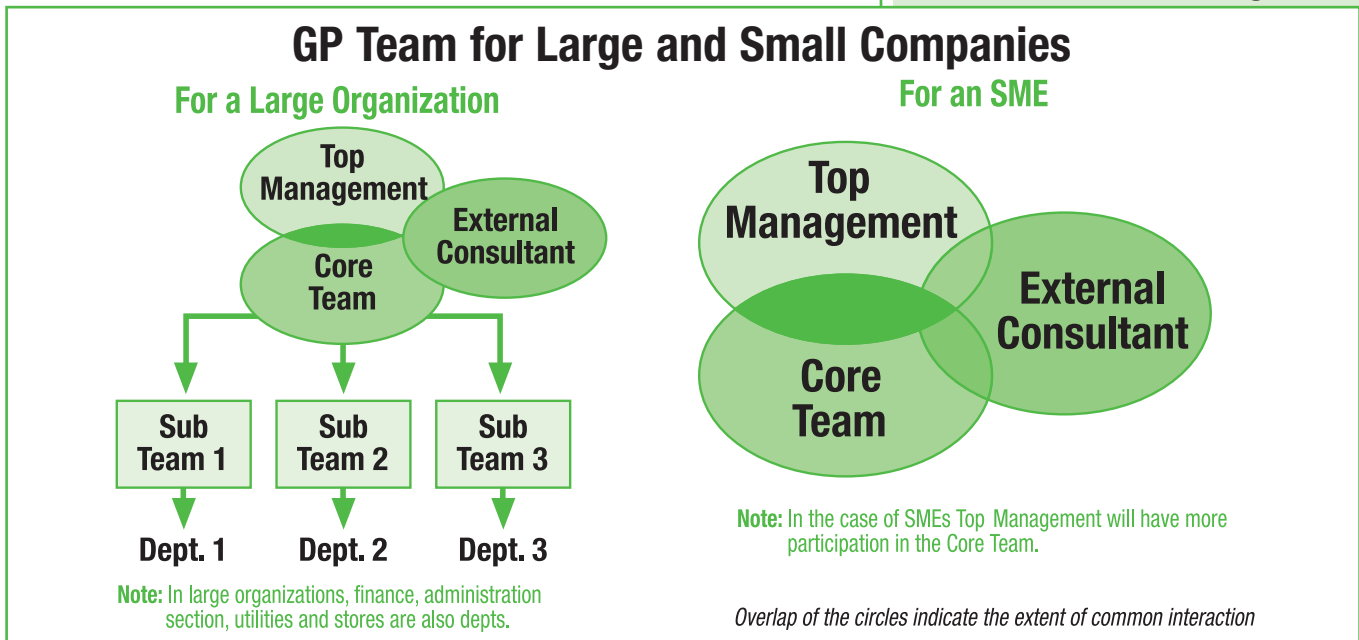 GP Team for Large and Small Companies
For a Large Organization
Top
Management
External
Consultant
Core
Team
Sub
Team 1
Sub
Team 2
Sub
Team 3
Dept. 1
Dept. 2
Dept. 3
Note: In large organizations, finance, administration
section, utilities and stores are also depts.
For an SME
Top
Management
External
Consultant
Core
Team
Note: In the case of SMEs Top Management will have more
participation in the Core Team.
Overlap of the circles indicate the extent of common interaction